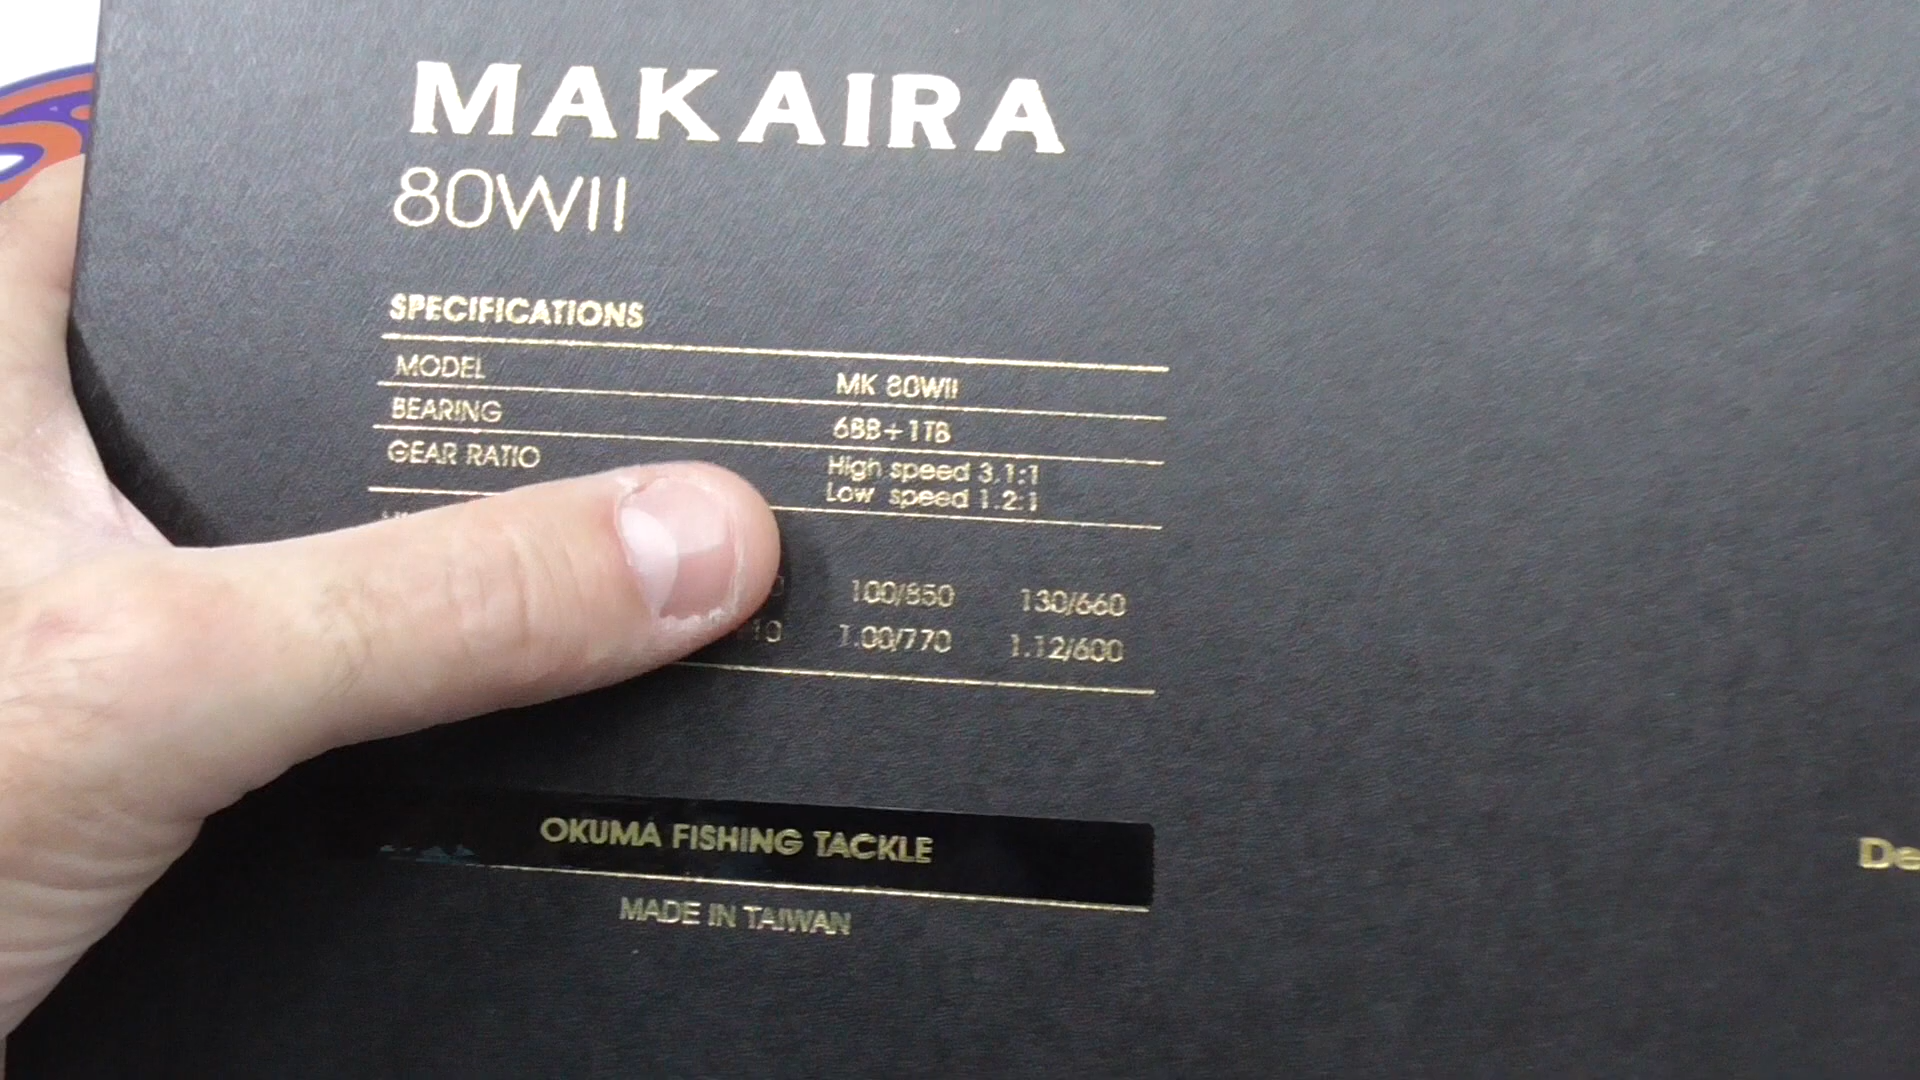 MAKAIRA
80WII
SPECIFICATIONS
MODEL MK 80WII
BEARING 6BB+1TB
GEAR RATIO High speed 3.1:1
Low speed 1.2:1
100/850 130/660
1.00/770 1.12/600
OKUMA FISHING TACKLE
MADE IN TAIWAN